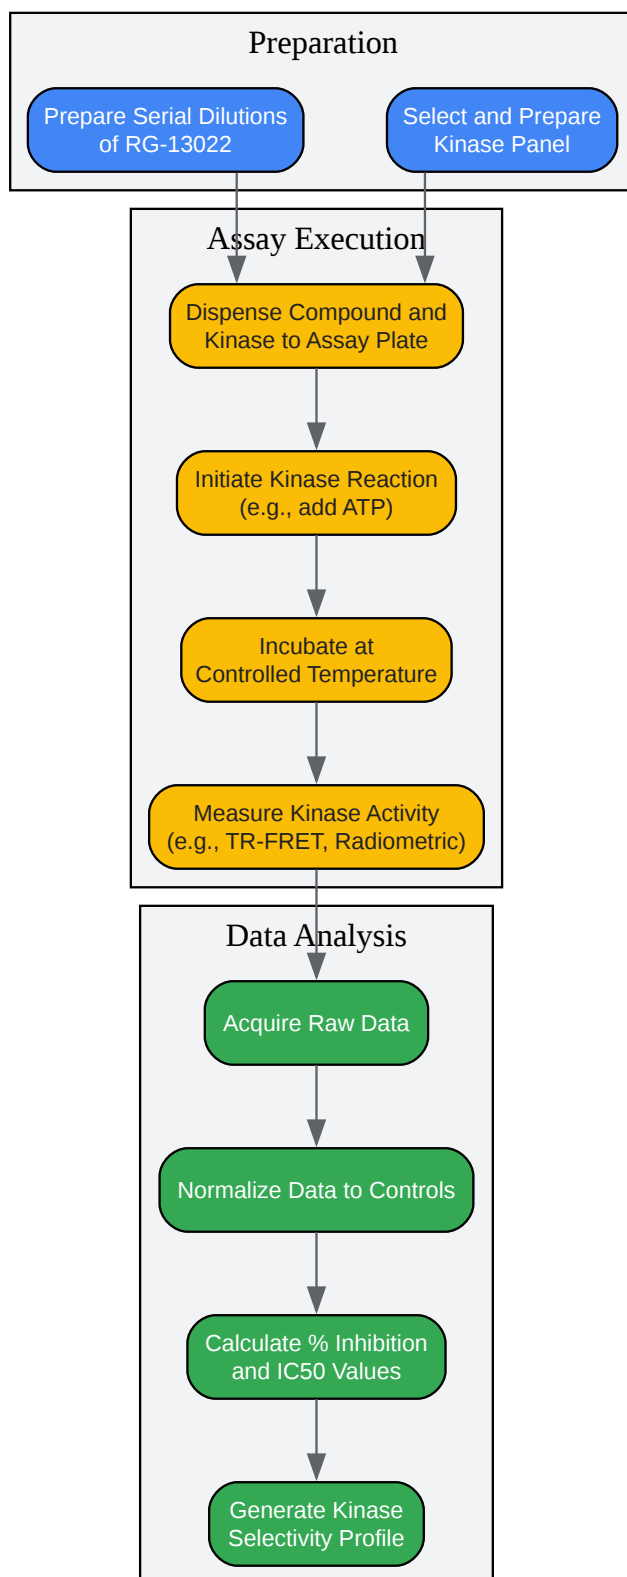 Preparation
Prepare Serial Dilutions
of RG-13022
Select and Prepare
Kinase Panel
Assay Execution
Dispense Compound and
Kinase to Assay Plate
Initiate Kinase Reaction
(e.g., add ATP)
Incubate at
Controlled Temperature
Measure Kinase Activity
(e.g., TR-FRET, Radiometric)
Data Analysis
Acquire Raw Data
Normalize Data to Controls
Calculate % Inhibition
and IC50 Values
Generate Kinase
Selectivity Profile